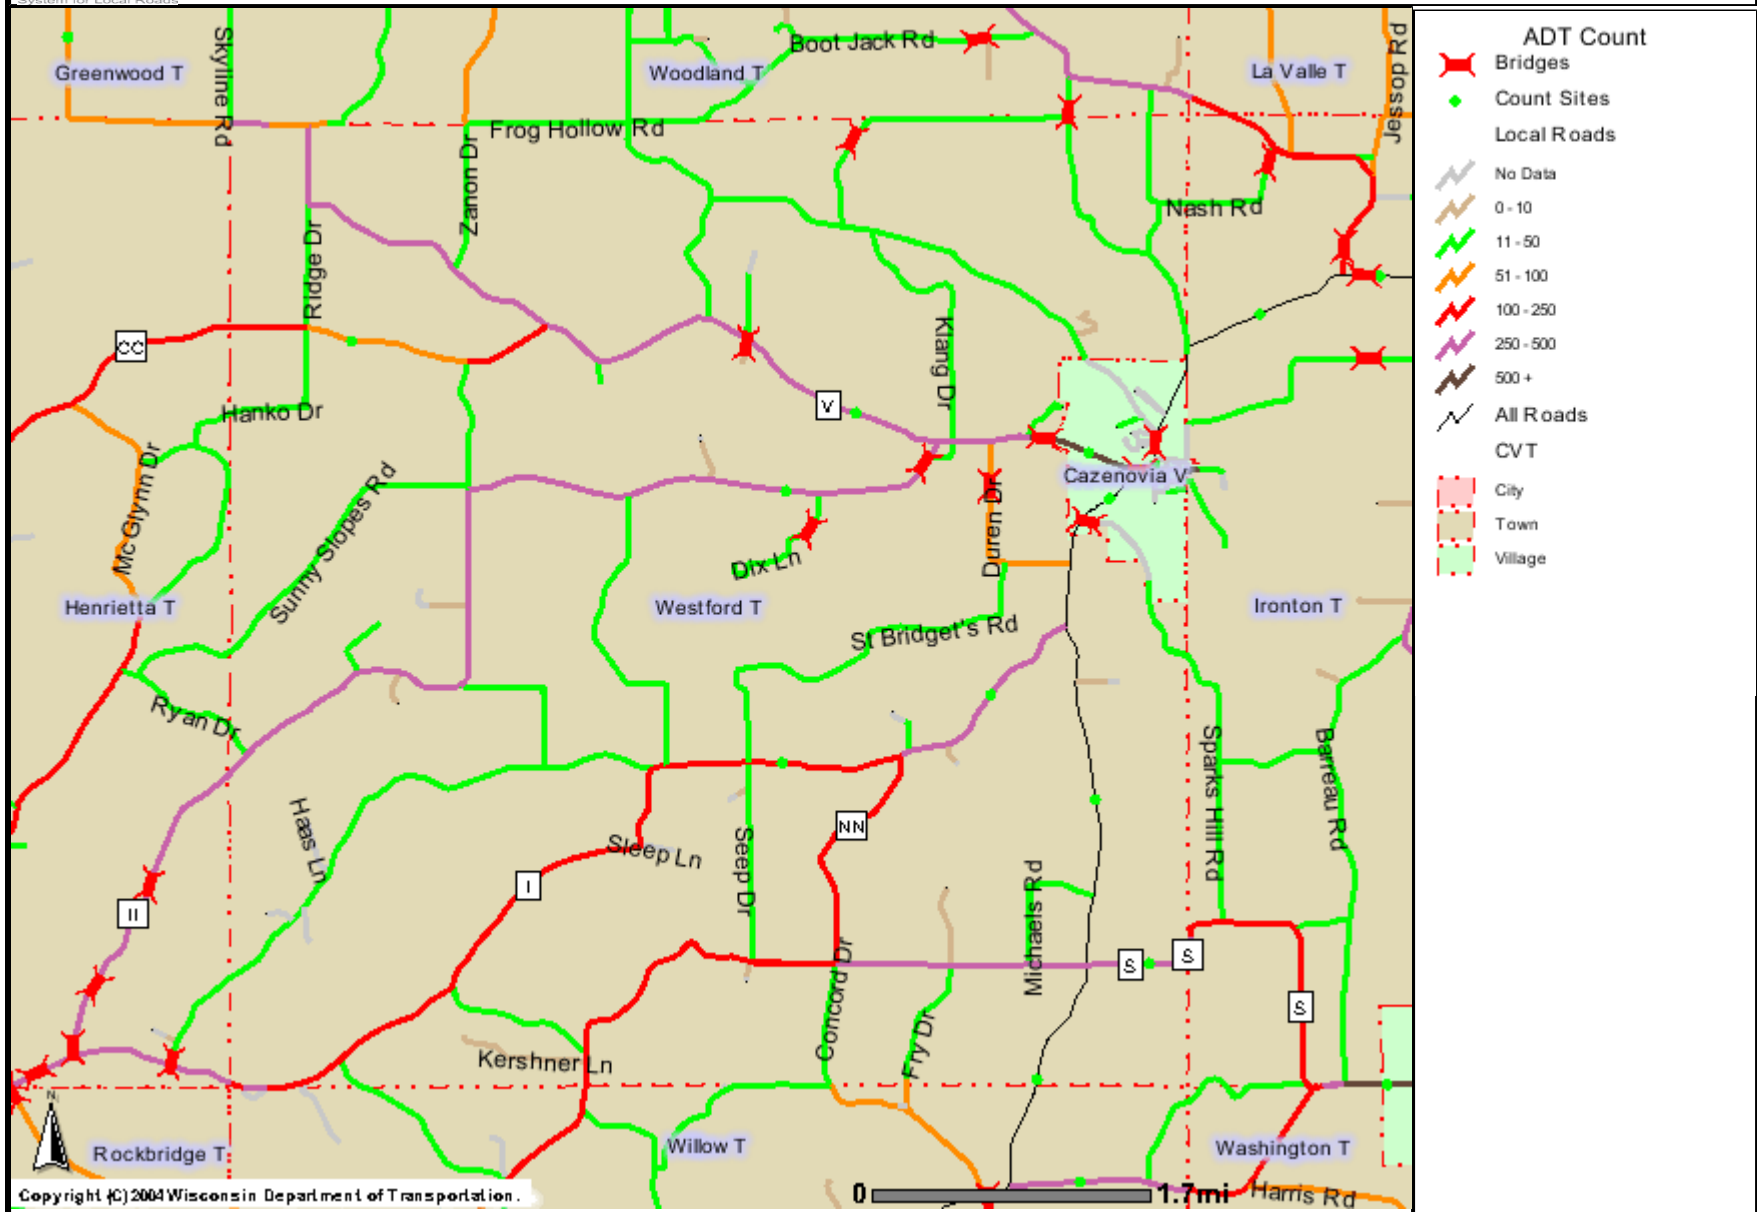 System for Local Roads
Boot Jack Rd
Skyline Rd
Jessop Rd
Greenwood T
Woodland T
La Valle T
Frog Hollow Rd
Zanon Dr
Nash Rd
Ridge Dr
CC
Klang Dr
V
Hanko Dr
Mc Glynn Dr
Sunny Slopes Rd
Cazenovia V
Duren Dr
Dix Ln
Henrietta T
Westford T
Ironton T
St Bridget's Rd
Ryan Dr
Sparks Hill Rd
Barreau Rd
Haas Ln
NN
Sleep Ln
Seep Dr
I
II
Michaels Rd
S
S
S
Concord Dr
Fry Dr
Kershner Ln
N
Rockbridge T
Willow T
Washington T
Harris Rd
Copyright (C) 2004 Wisconsin Department of Transportation.
0 1.7mi
ADT Count
Bridges
Count Sites
Local Roads
No Data
0 - 10
11 - 50
51 - 100
100 - 250
250 - 500
500 +
All Roads
CVT
City
Town
Village